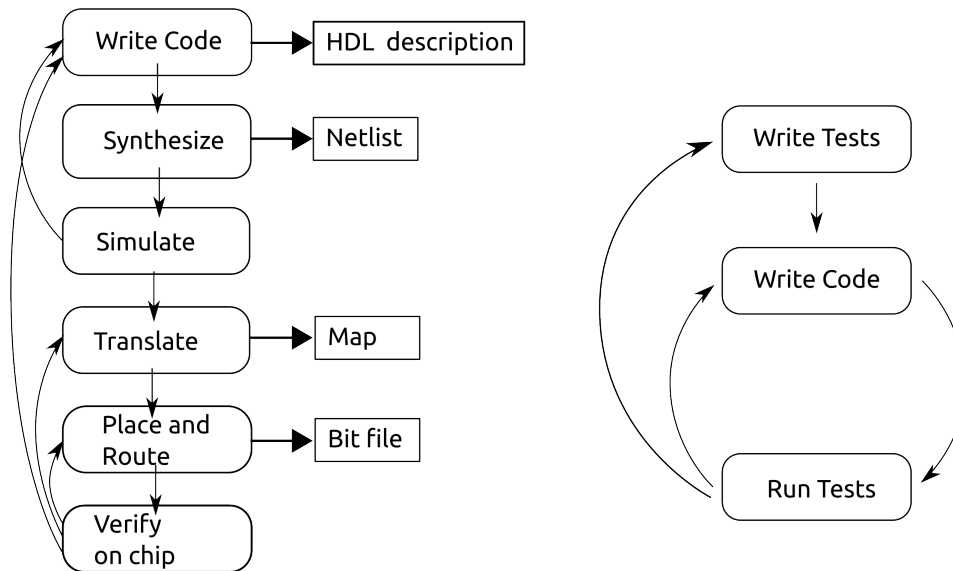 Write Code
HDL description
Synthesize
Netlist
Simulate
Translate
Map
Place and
Route
Bit file
Verify
on chip
Write Tests
Write Code
Run Tests